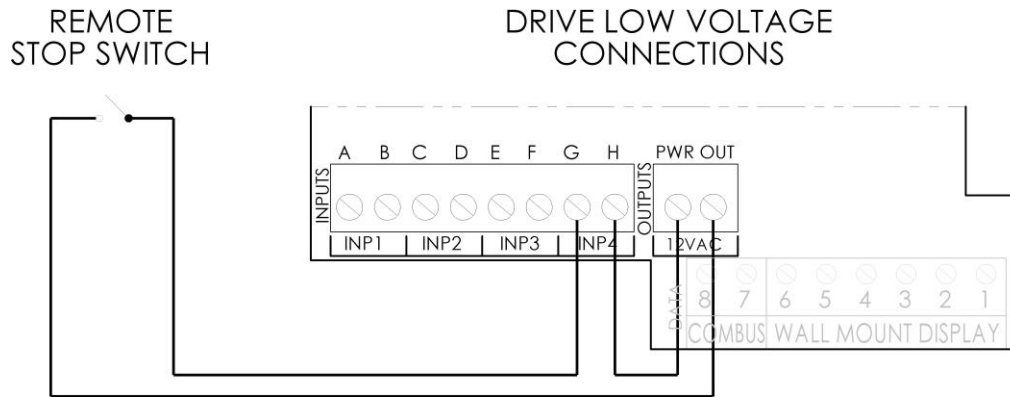 REMOTE
STOP SWITCH
DRIVE LOW VOLTAGE
CONNECTIONS
A B C D E F G H
PWR OUT
INPUTS
OUTPUTS
INP1 INP2 INP3 INP4
12VAC
DATA
8 7 6 5 4 3 2 1
COMBUS WALL MOUNT DISPLAY